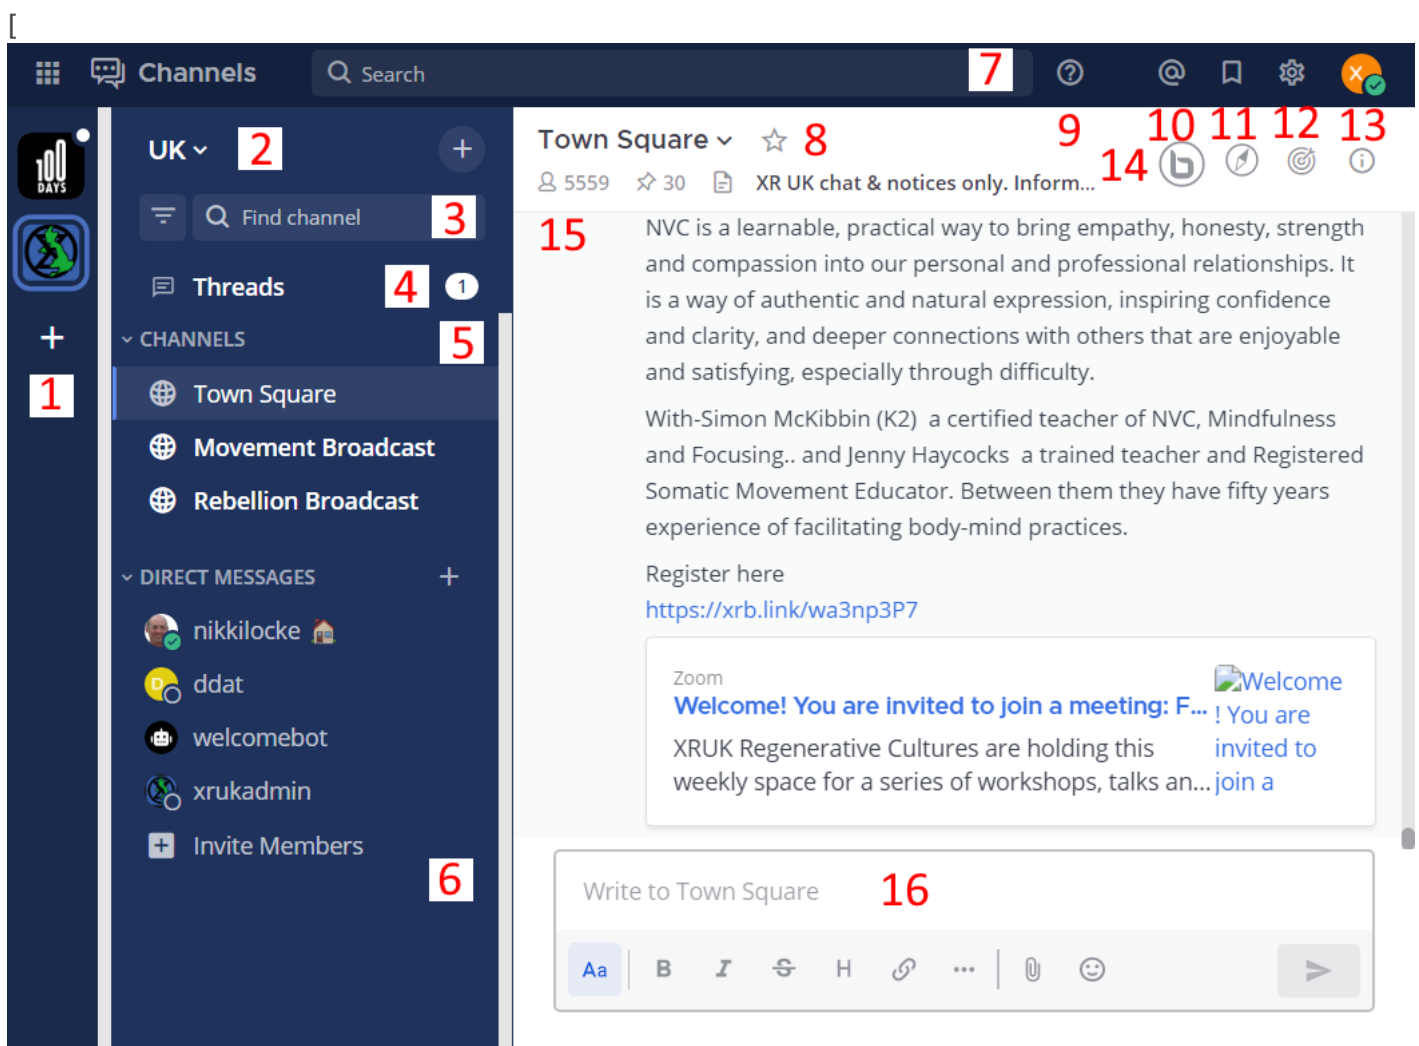 [
Channels
Search
7
100
DAYS
1
UK
2
Find channel
3
Threads
4
1
CHANNELS
5
Town Square
Movement Broadcast
Rebellion Broadcast
DIRECT MESSAGES
nikkilocke
D
ddat
welcomebot
xrukadmin
Invite Members
6
X
Town Square
8
9
10
11
12
13
14
b
5559
30
XR UK chat & notices only. Inform...
15
NVC is a learnable, practical way to bring empathy, honesty, strength
and compassion into our personal and professional relationships. It
is a way of authentic and natural expression, inspiring confidence
and clarity, and deeper connections with others that are enjoyable
and satisfying, especially through difficulty.
With-Simon McKibbin (K2)  a certified teacher of NVC, Mindfulness
and Focusing.. and Jenny Haycocks  a trained teacher and Registered
Somatic Movement Educator. Between them they have fifty years
experience of facilitating body-mind practices.
Register here
https://xrb.link/wa3np3P7
Zoom
Welcome! You are invited to join a meeting: F...
XRUK Regenerative Cultures are holding this
weekly space for a series of workshops, talks an...
Welcome
! You are
invited to
join a
Write to Town Square
16
Aa B I S H